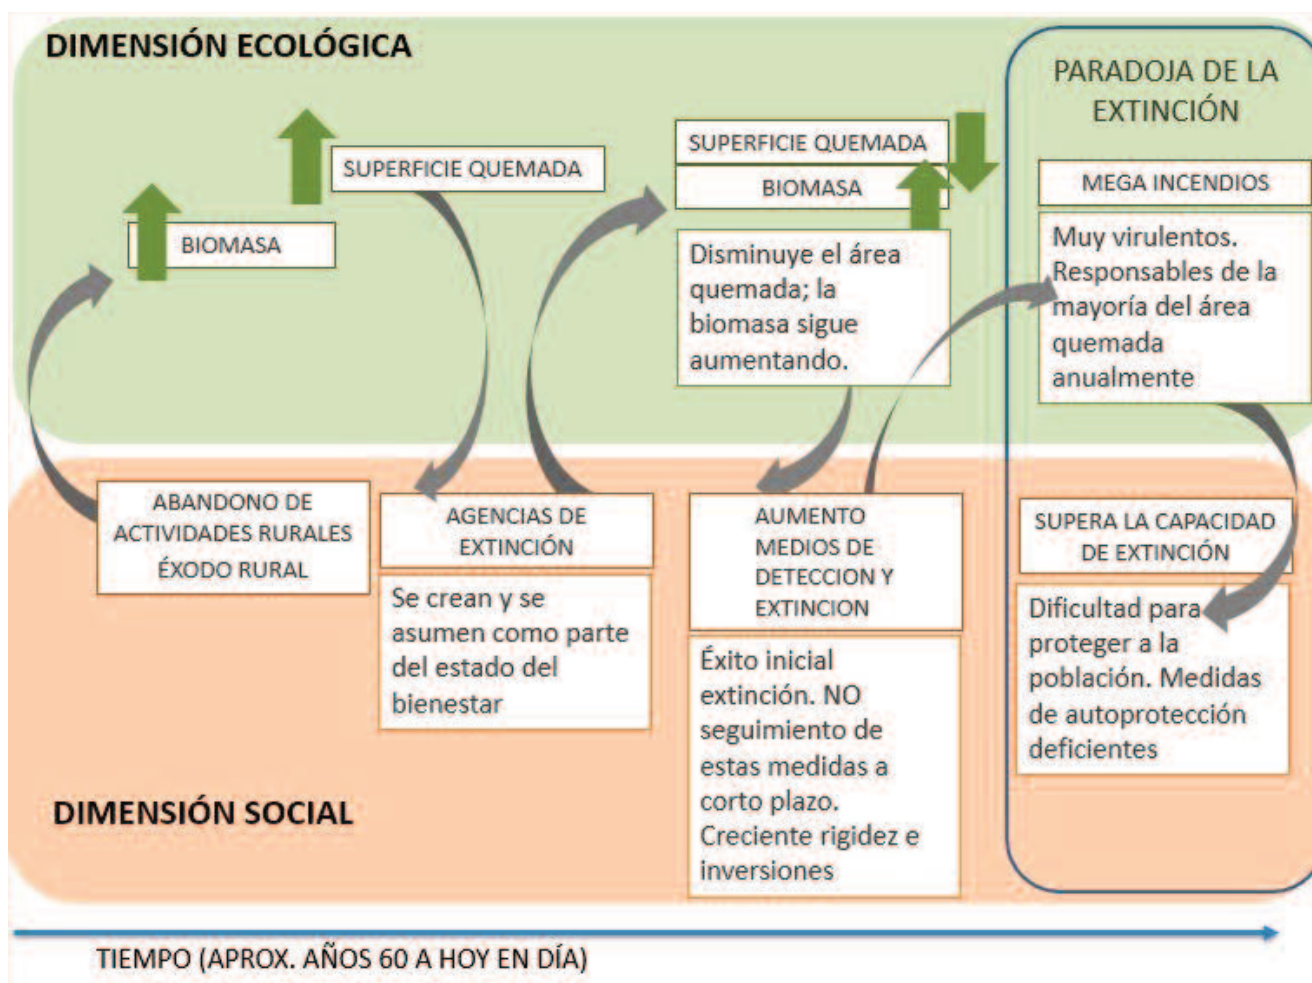 DIMENSIÓN ECOLÓGICA
PARADOJA DE LA
EXTINCIÓN
SUPERFICIE QUEMADA
BIOMASA
SUPERFICIE QUEMADA
BIOMASA
Disminuye el área
quemada; la
biomasa sigue
aumentando.
MEGA INCENDIOS
Muy virulentos.
Responsables de la
mayoría del área
quemada
anualmente
ABANDONO DE
ACTIVIDADES RURALES
ÉXODO RURAL
AGENCIAS DE
EXTINCIÓN
Se crean y se
asumen como parte
del estado del
bienestar
AUMENTO
MEDIOS DE
DETECCION Y
EXTINCION
Éxito inicial
extinción. NO
seguimiento de
estas medidas a
corto plazo.
Creciente rigidez e
inversiones
SUPERA LA CAPACIDAD
DE EXTINCIÓN
Dificultad para
proteger a la
población. Medidas
de autoprotección
deficientes
DIMENSIÓN SOCIAL
TIEMPO (APROX. AÑOS 60 A HOY EN DÍA)